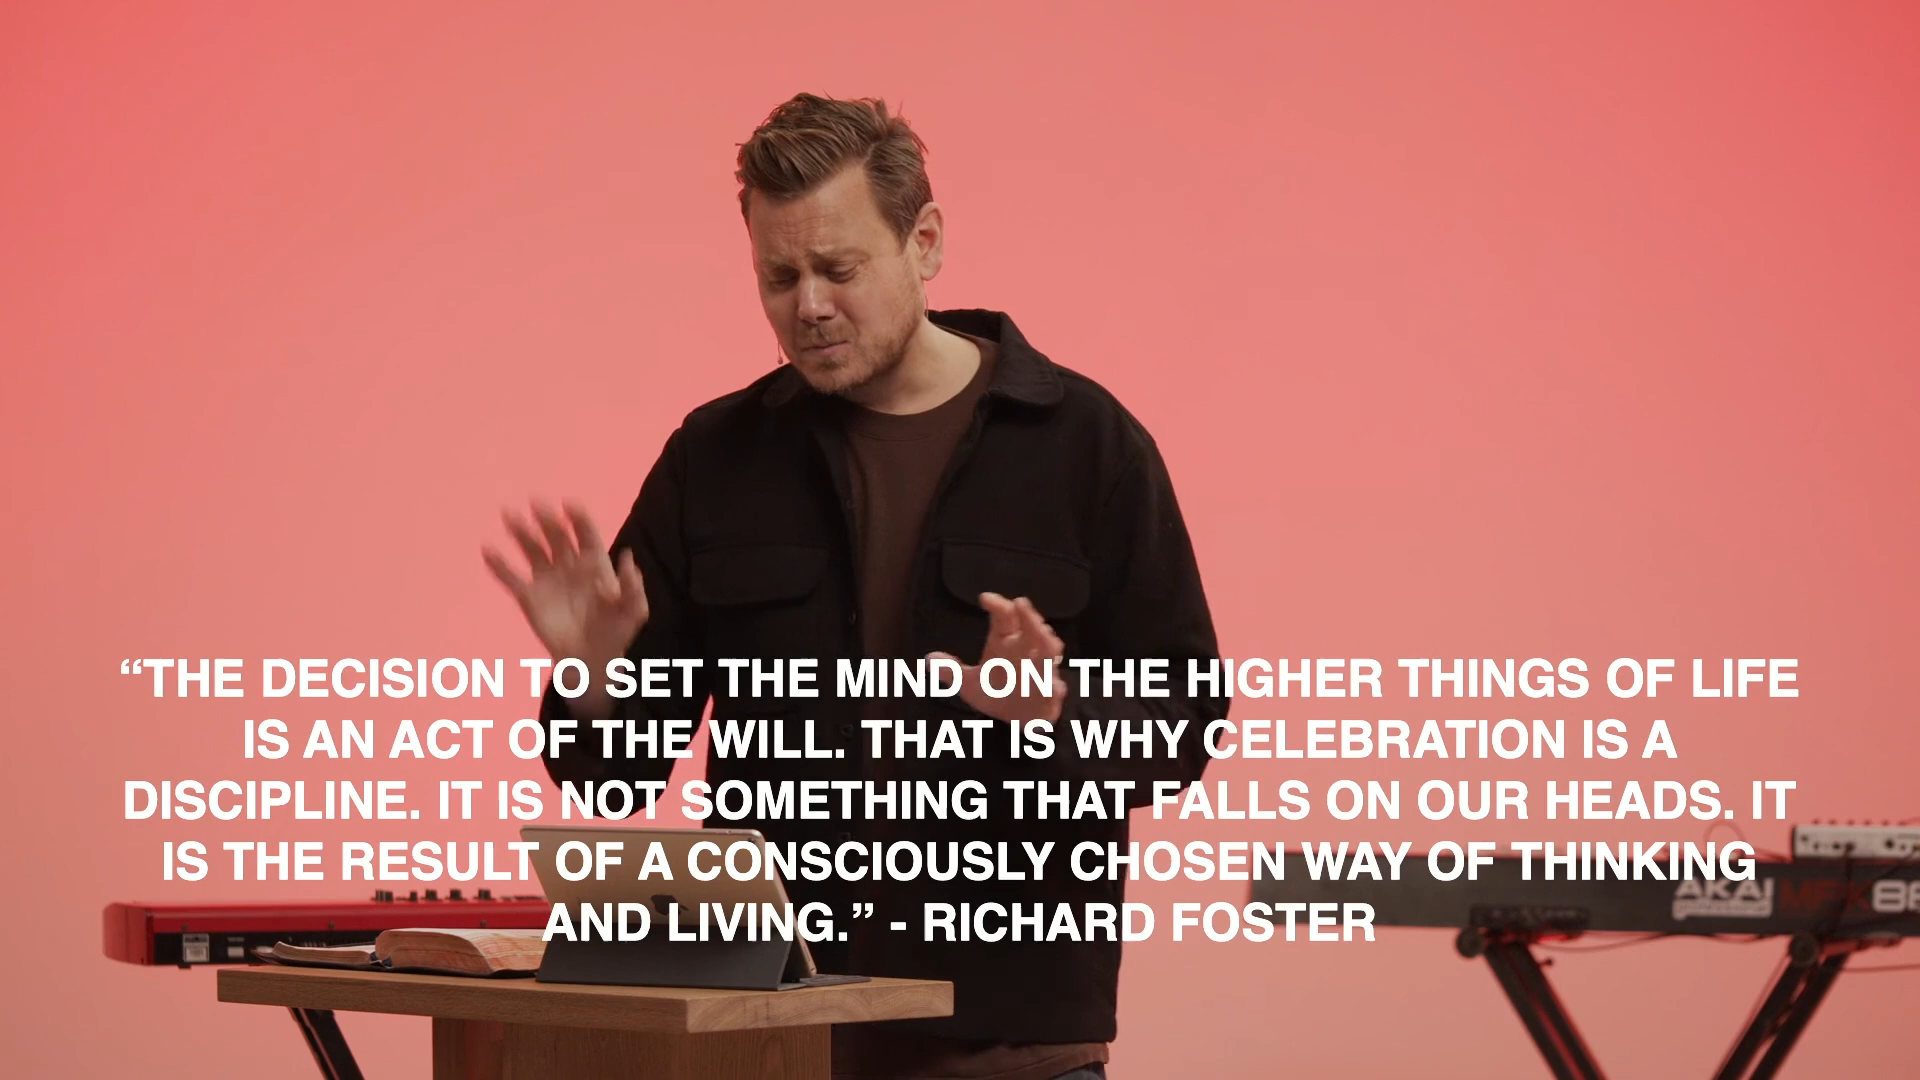 “THE DECISION TO SET THE MIND ON THE HIGHER THINGS OF LIFE
IS AN ACT OF THE WILL. THAT IS WHY CELEBRATION IS A
DISCIPLINE. IT IS NOT SOMETHING THAT FALLS ON OUR HEADS. IT
IS THE RESULT OF A CONSCIOUSLY CHOSEN WAY OF THINKING
AND LIVING.” - RICHARD FOSTER
AKAI